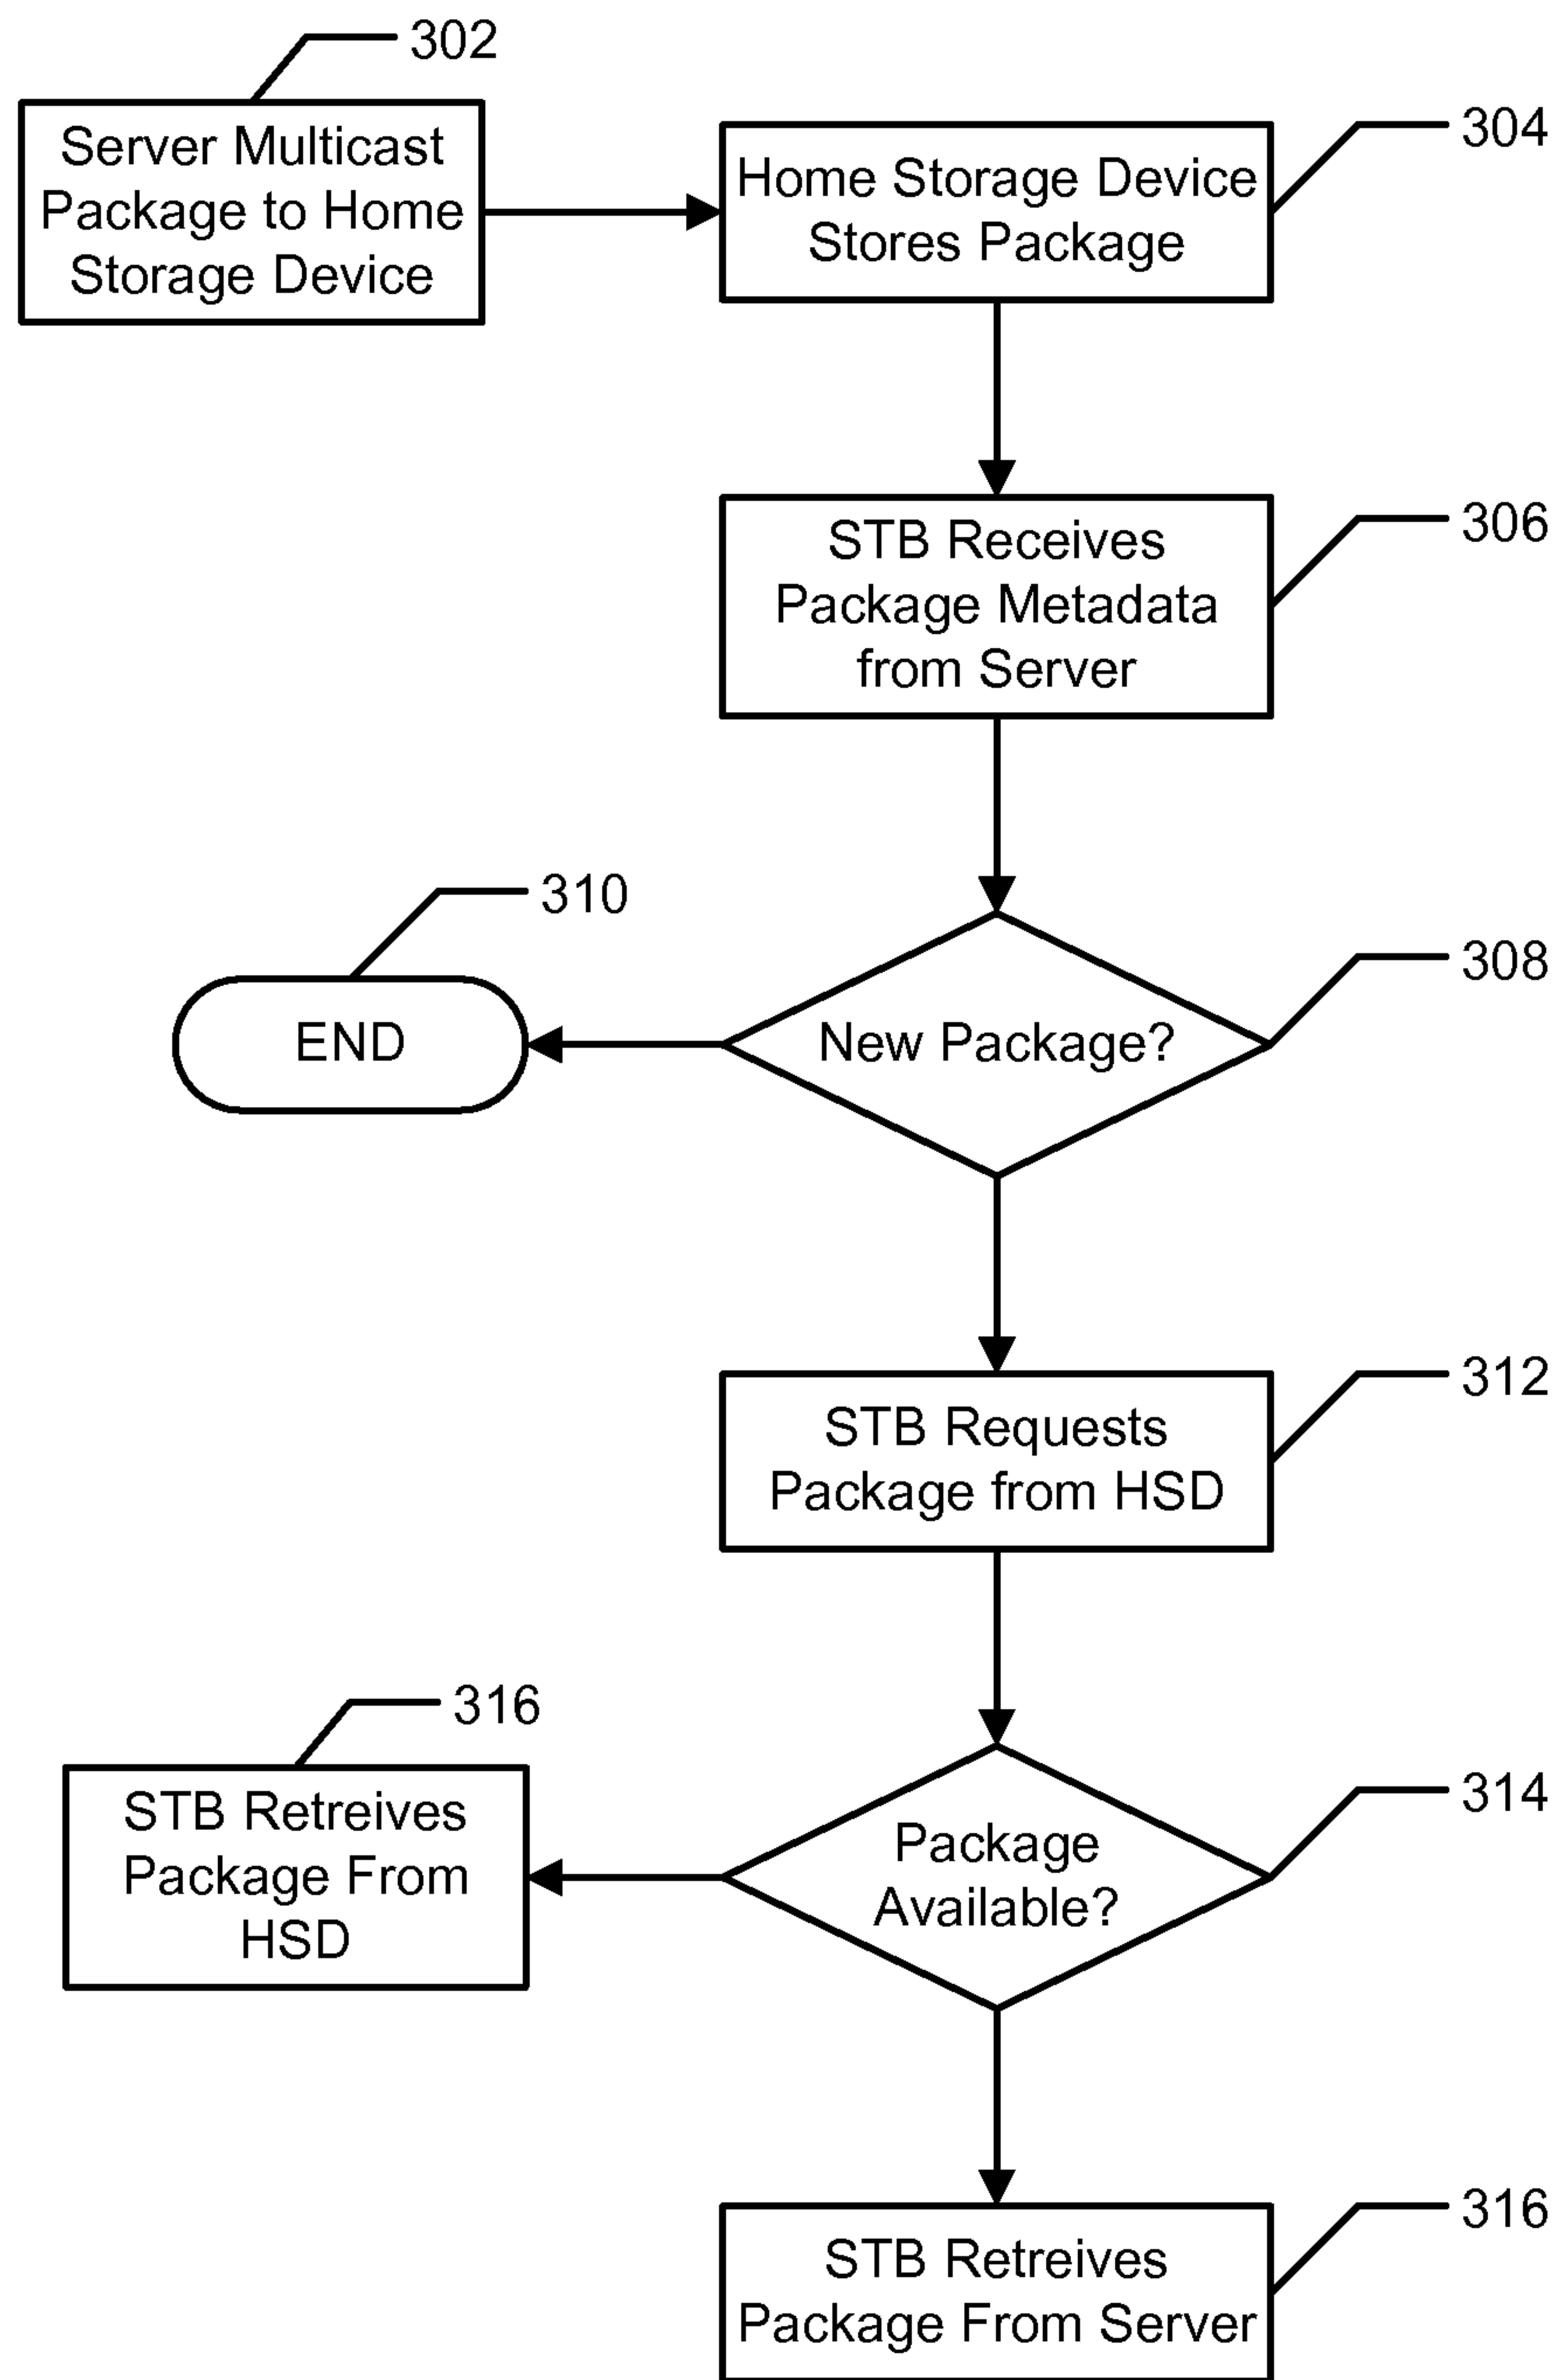 302
Server Multicast
Package to Home
Storage Device
304
Home Storage Device
Stores Package
306
STB Receives
Package Metadata
from Server
310
END
308
New Package?
312
STB Requests
Package from HSD
316
STB Retreives
Package From
HSD
314
Package
Available?
316
STB Retreives
Package From Server